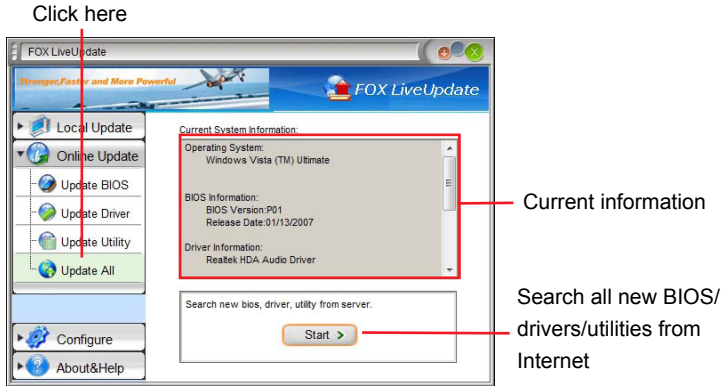 Click here
FOX LiveUpdate
Stronger,Faster and More Powerful
FOX LiveUpdate
Local Update
Online Update
Update BIOS
Update Driver
Update Utility
Update All
Configure
About&Help
Current System Information:
Operating System:
Windows Vista (TM) Ultimate
BIOS Information:
BIOS Version:P01
Release Date:01/13/2007
Driver Information:
Realtek HDA Audio Driver
Search new bios, driver, utility from server.
Start
Current information
Search all new BIOS/
drivers/utilities from
Internet